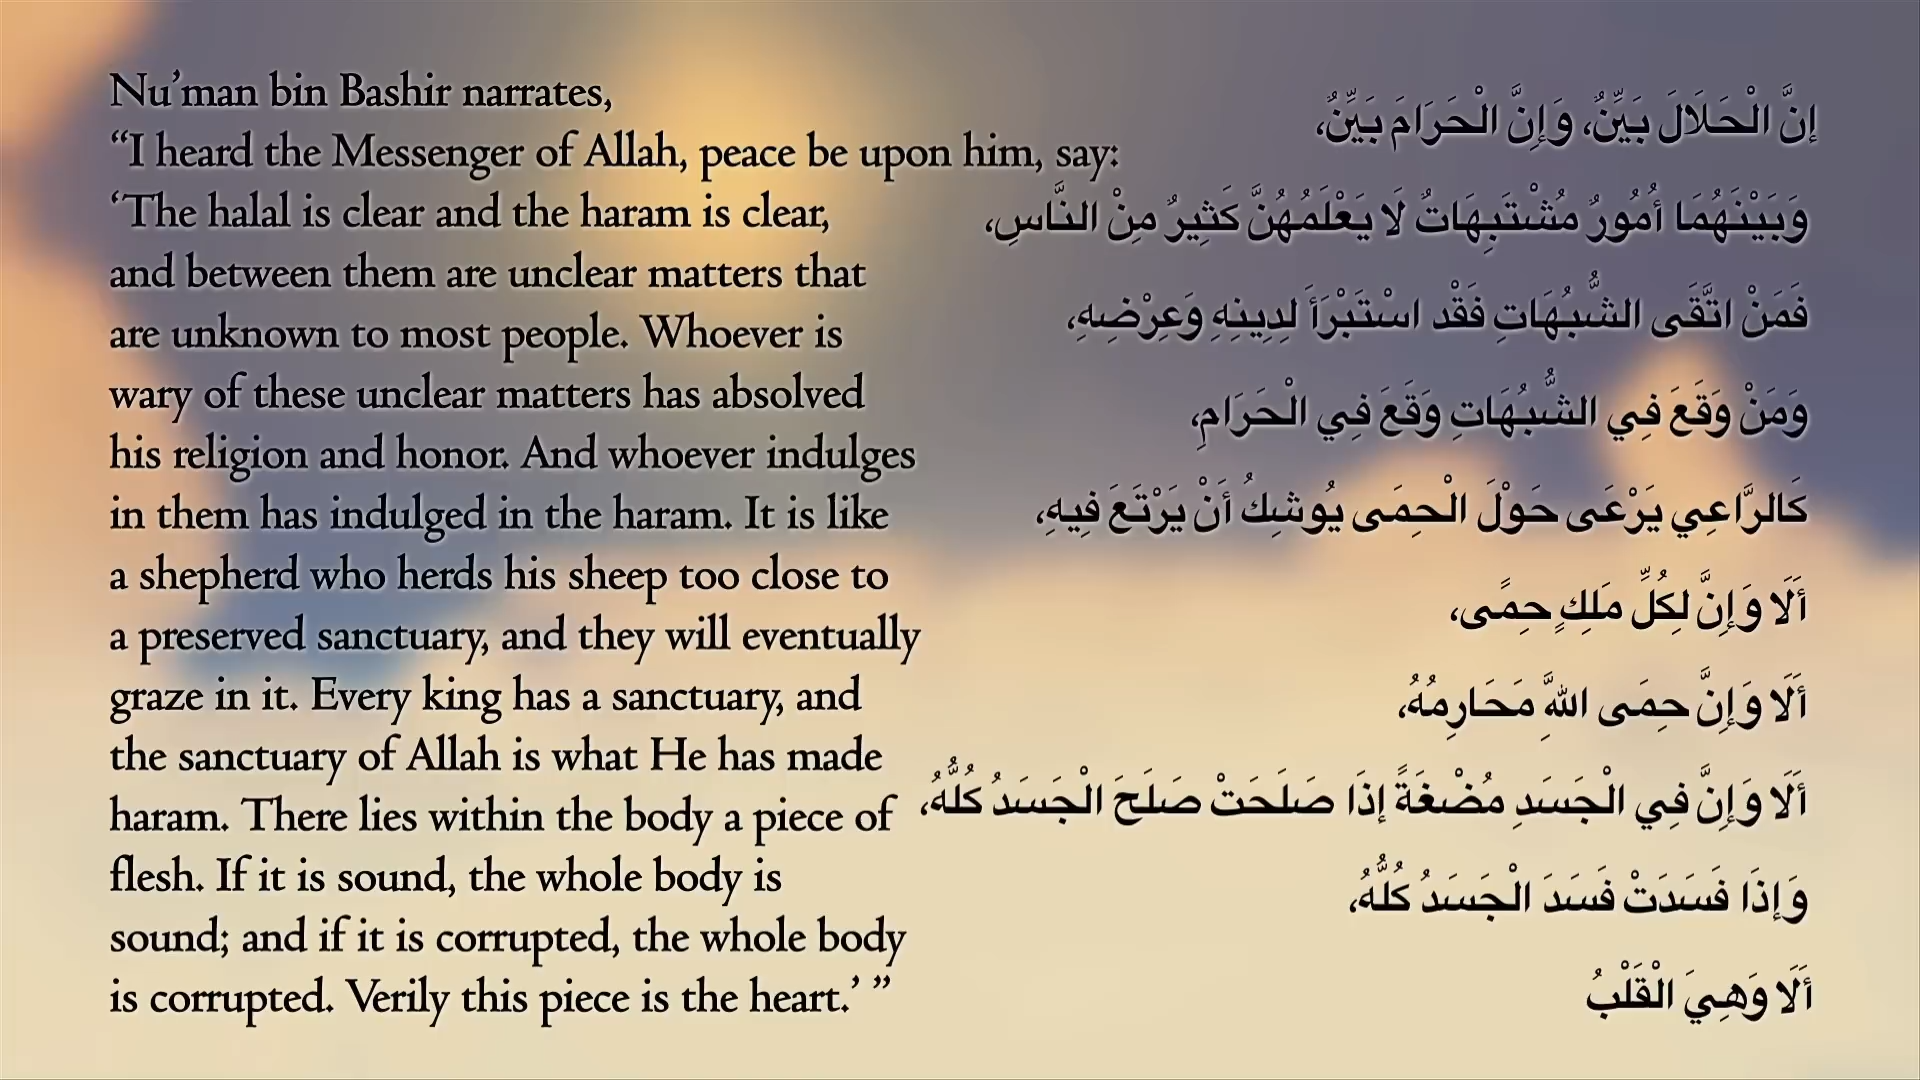 Nu’man bin Bashir narrates,
“I heard the Messenger of Allah, peace be upon him, say:
‘The halal is clear and the haram is clear,
and between them are unclear matters that
are unknown to most people. Whoever is
wary of these unclear matters has absolved
his religion and honor. And whoever indulges
in them has indulged in the haram. It is like
a shepherd who herds his sheep too close to
a preserved sanctuary, and they will eventually
graze in it. Every king has a sanctuary, and
the sanctuary of Allah is what He has made
haram. There lies within the body a piece of
flesh. If it is sound, the whole body is
sound; and if it is corrupted, the whole body
is corrupted. Verily this piece is the heart.’ ”
إنَّ الْحَلَالَ بَيِّنٌ، وَإِنَّ الْحَرَامَ بَيِّنٌ،
وَبَيْنَهُمَا أُمُورٌ مُشْتَبِهَاتٌ لَا يَعْلَمُهُنَّ كَثِيرٌ مِنْ النَّاسِ،
فَمَنْ اتَّقَى الشُّبُهَاتِ فَقْد اسْتَبْرَأَ لِدِينِهِ وَعِرْضِهِ،
وَمَنْ وَقَعَ فِي الشُّبُهَاتِ وَقَعَ فِي الْحَرَامِ،
كَالرَّاعِي يَرْعَى حَوْلَ الْحِمَى يُوشِكُ أَنْ يَرْتَعَ فِيهِ،
أَلَا وَإِنَّ لِكُلِّ مَلِكٍ حِمًى،
أَلَا وَإِنَّ حِمَى اللَّهِ مَحَارِمُهُ،
أَلَا وَإِنَّ فِي الْجَسَدِ مُضْغَةً إذَا صَلَحَتْ صَلَحَ الْجَسَدُ كُلُّهُ،
وَإذَا فَسَدَتْ فَسَدَ الْجَسَدُ كُلُّهُ،
أَلَا وَهِيَ الْقَلْبُ